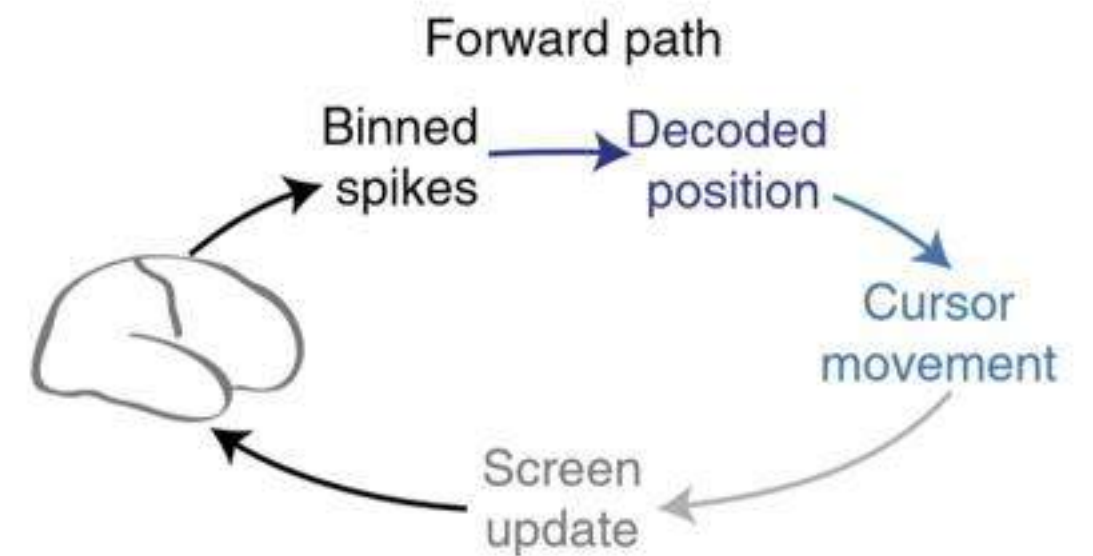 Forward path
Binned
spikes
Decoded
position
Cursor
movement
Screen
update